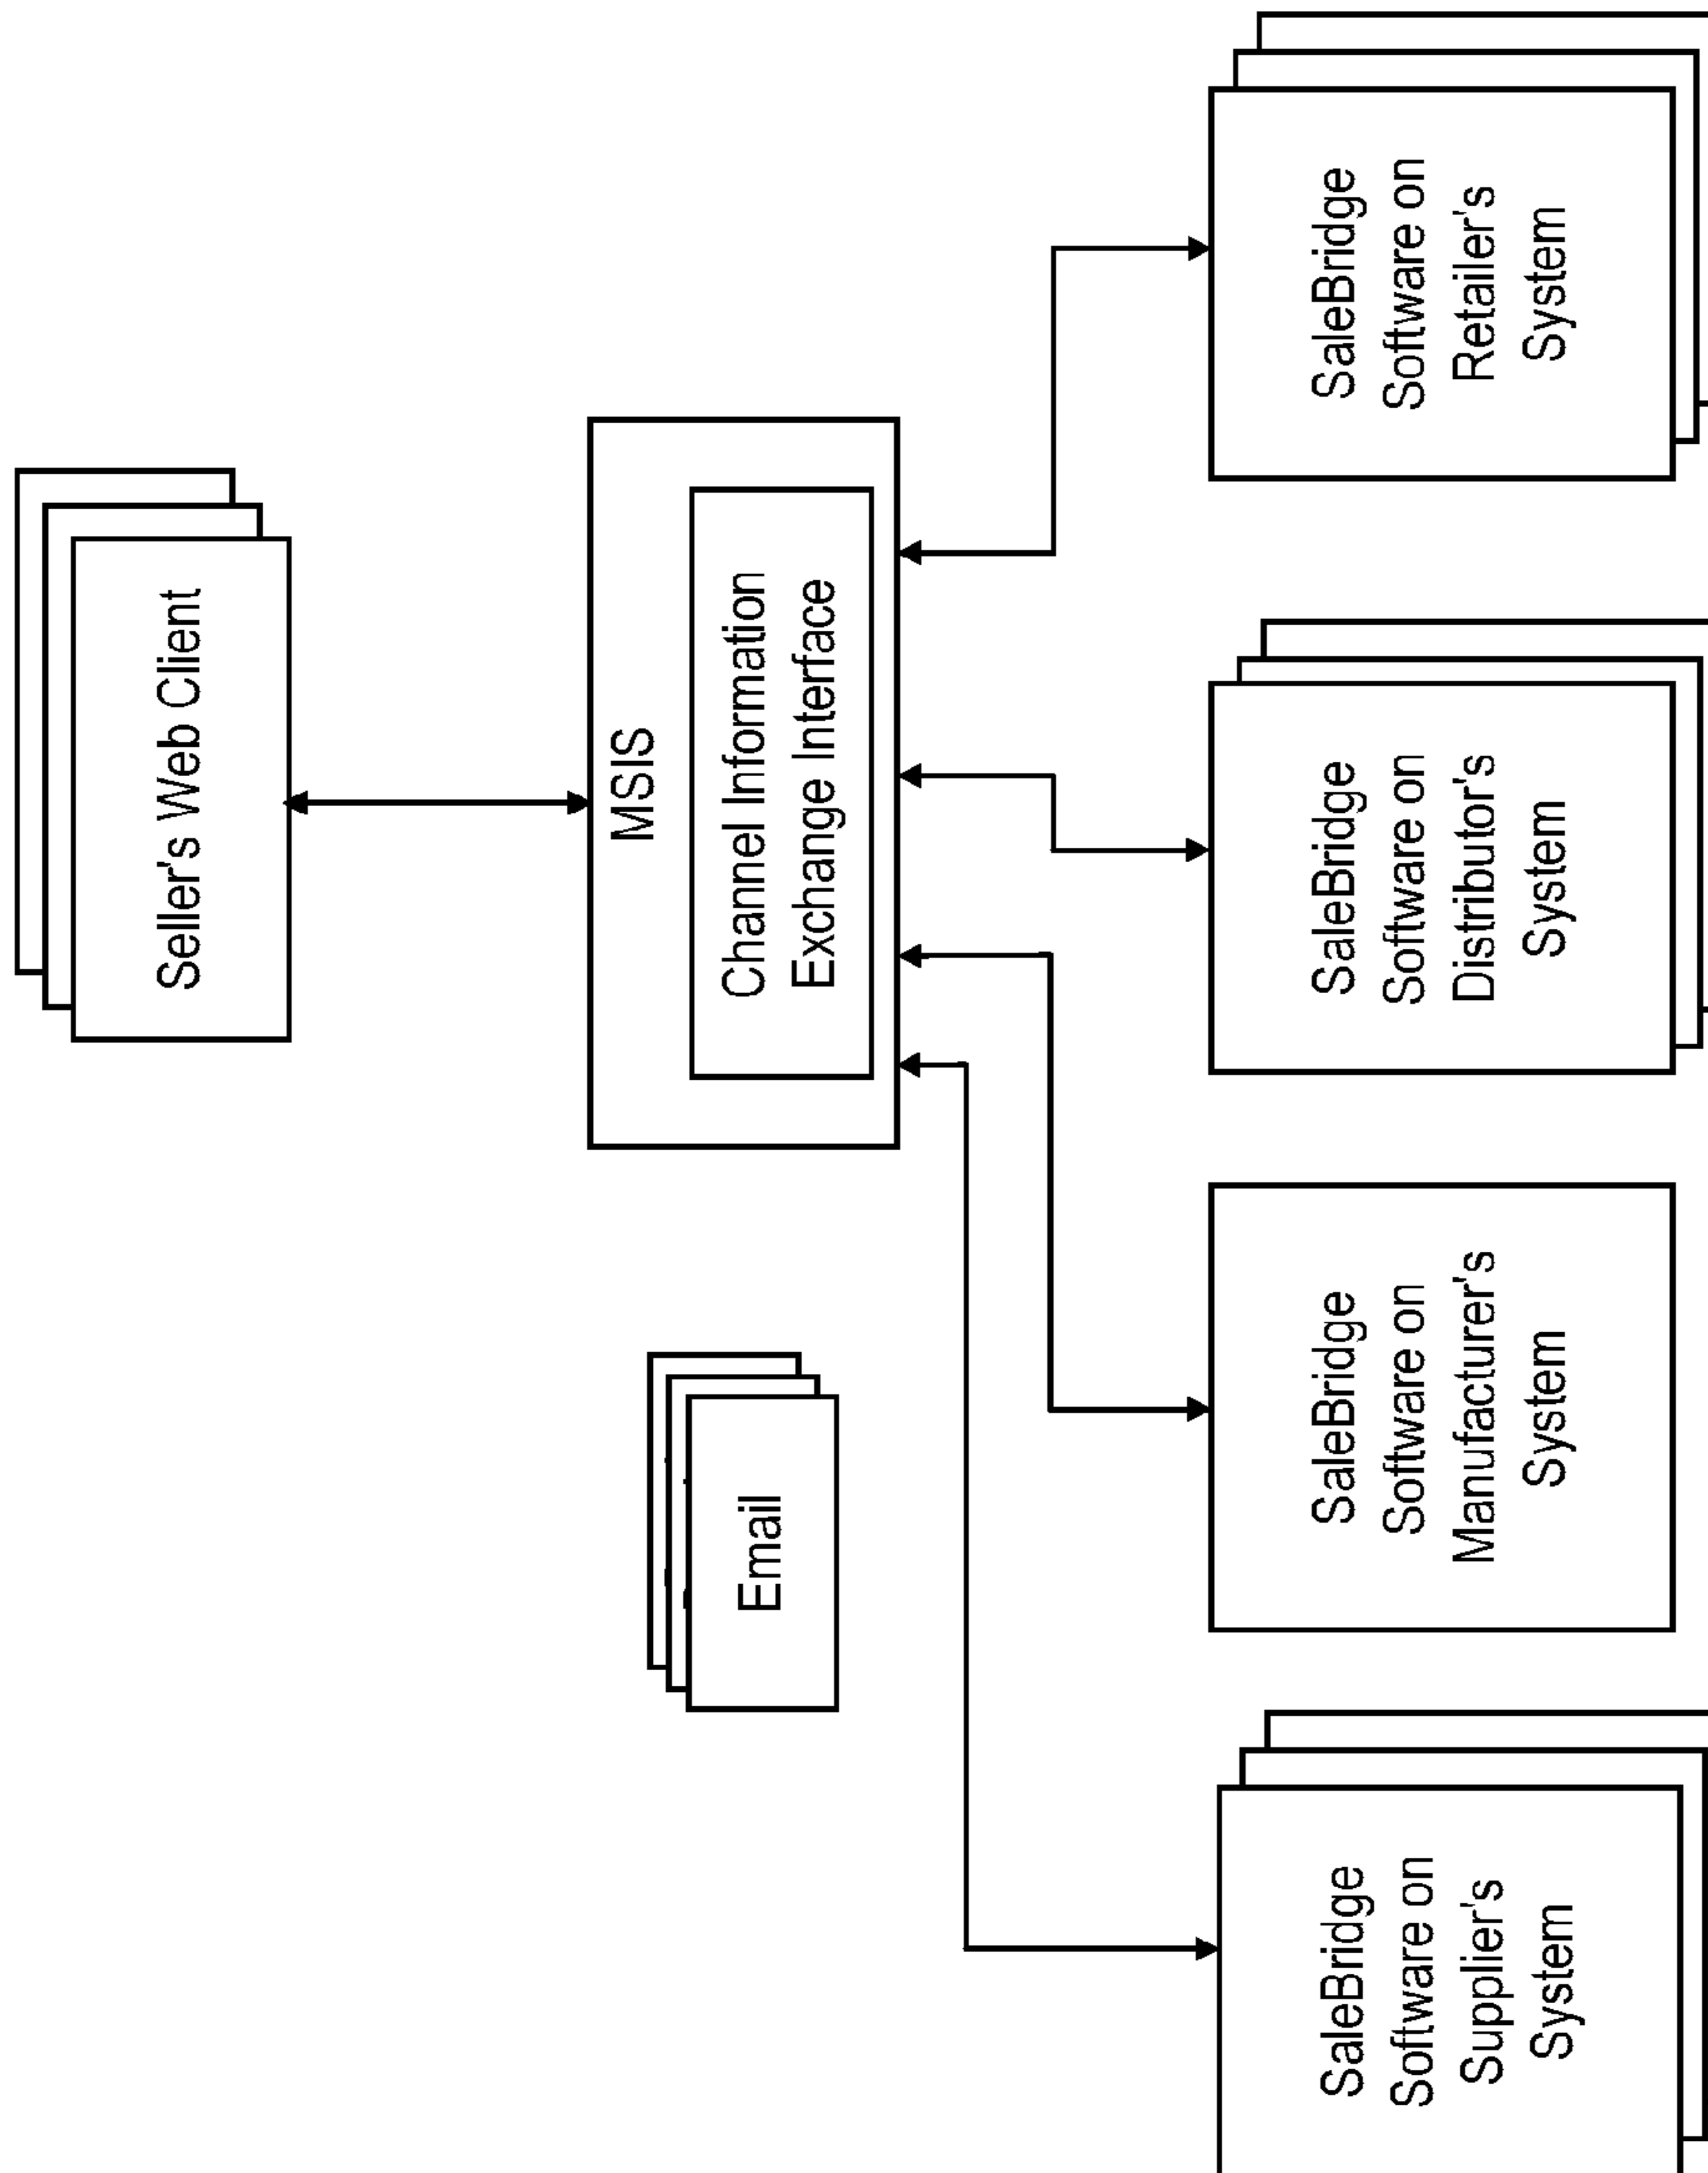 Seller's Web Client
MSIS
Channel Information
Exchange Interface
Email
SaleBridge
Software on
Supplier's
System
SaleBridge
Software on
Manufacturer's
System
SaleBridge
Software on
Distributor's
System
SaleBridge
Software on
Retailer's
System